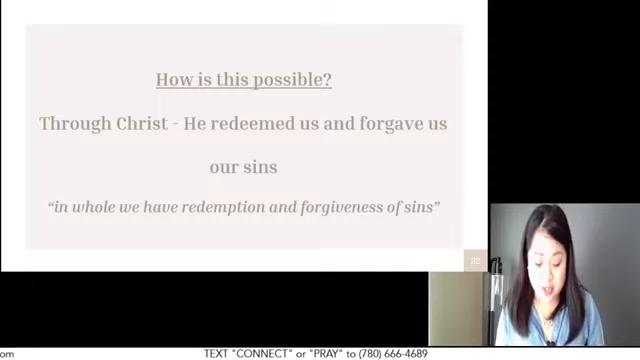 How is this possible?
Through Christ - He redeemed us and forgave us
our sins
“in whole we have redemption and forgiveness of sins”
22
om
TEXT "CONNECT" or "PRAY" to (780) 666-4689